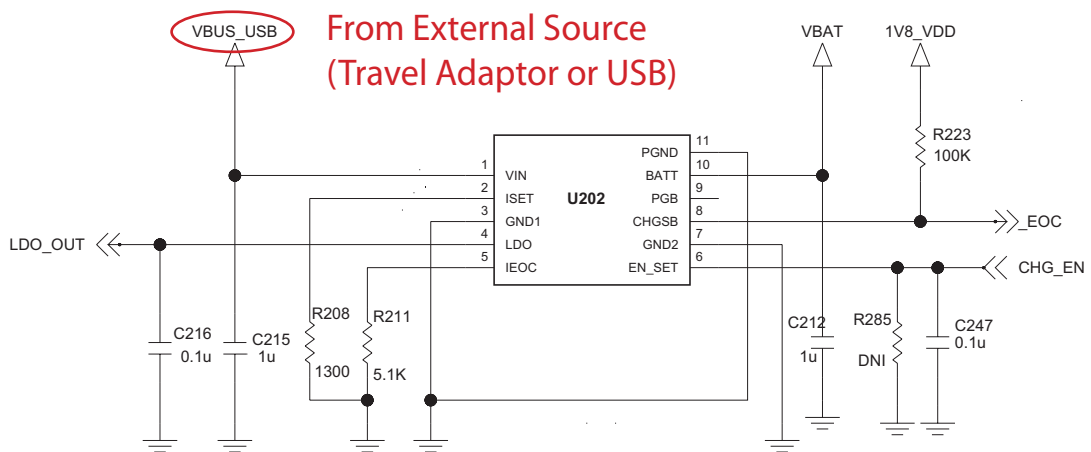 VBUS_USB
From External Source
(Travel Adaptor or USB)
VBAT
1V8_VDD
R223
100K
11
PGND
1
VIN
10
BATT
2
ISET
U202
9
PGB
3
GND1
8
CHGSB
_EOC
LDO_OUT
4
LDO
7
GND2
5
IEOC
6
EN_SET
CHG_EN
R208
1300
R211
5.1K
C216
0.1u
C215
1u
C212
1u
R285
DNI
C247
0.1u